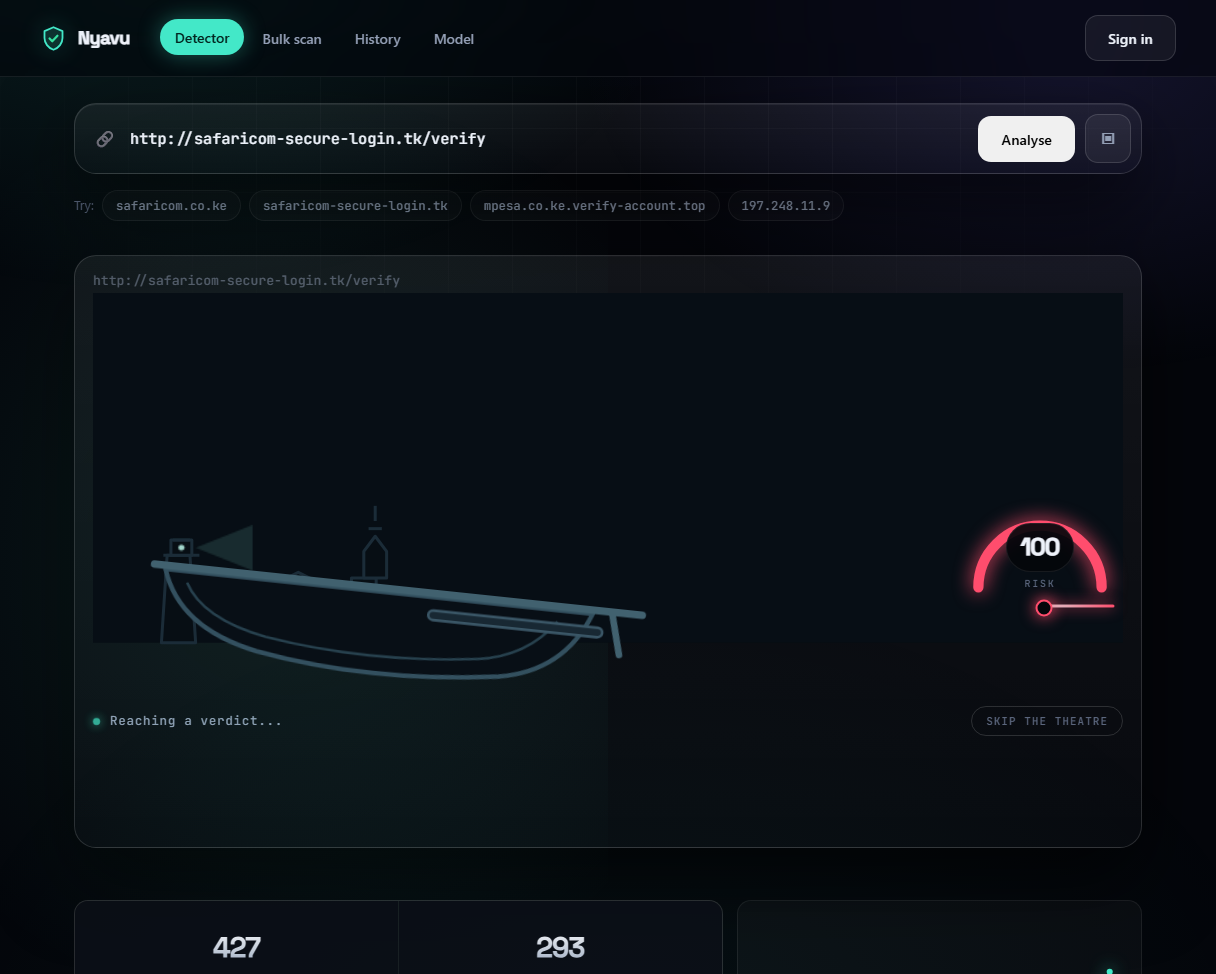 Nyavu
Detector
Bulk scan
History
Model
Sign in
http://safaricom-secure-login.tk/verify
Analyse
Try:
safaricom.co.ke
safaricom-secure-login.tk
mpesa.co.ke.verify-account.top
197.248.11.9
http://safaricom-secure-login.tk/verify
100
RISK
Reaching a verdict...
SKIP THE THEATRE
427
293